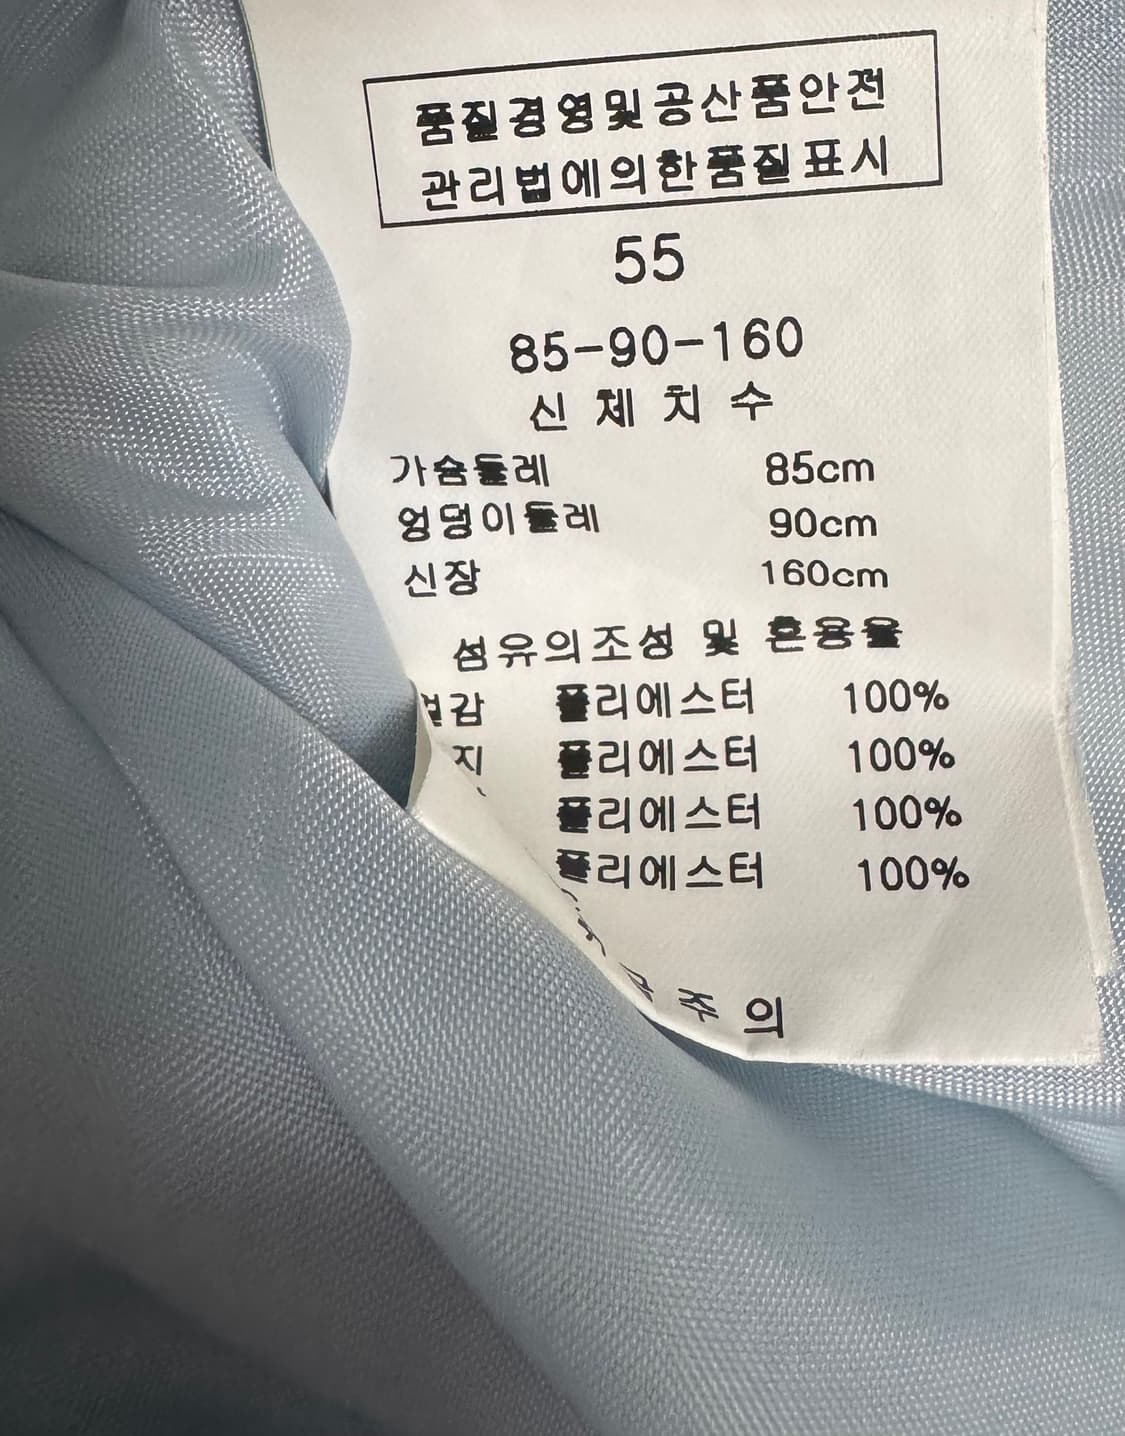 품질경영및공산품안전
관리법에의한품질표시
55
85-90-160
신체치수
가슴둘레 85cm
엉덩이둘레 90cm
신장 160cm
섬유의조성 및 혼용율
겉감 폴리에스터 100%
폴리에스터 100%
폴리에스터 100%
폴리에스터 100%
주의